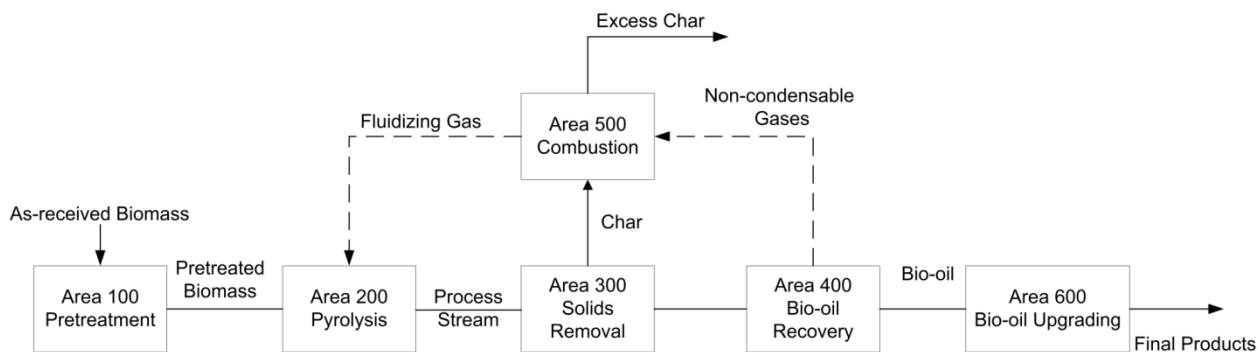 Excess Char
Non-condensable
Gases
Fluidizing Gas
Area 500
Combustion
As-received Biomass
Char
Pretreated
Biomass
Bio-oil
Area 100
Pretreatment
Area 200
Pyrolysis
Process
Stream
Area 300
Solids
Removal
Area 400
Bio-oil
Recovery
Area 600
Bio-oil Upgrading
Final Products